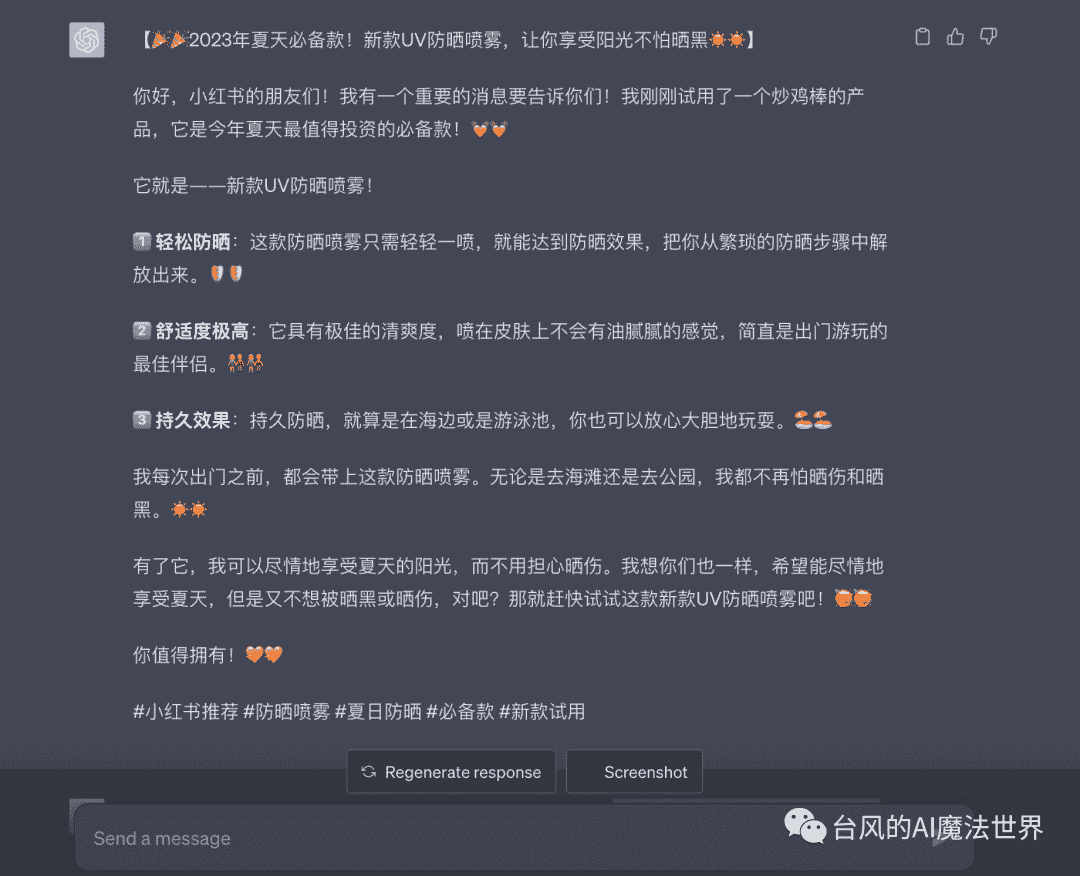 【🎉🎉2023年夏天必备款！新款UV防晒喷雾，让你享受阳光不怕晒黑☀️☀️】
你好，小红书的朋友们！我有一个重要的消息要告诉你们！我刚刚试用了一个炒鸡棒的产
品，它是今年夏天最值得投资的必备款！💓💓
它就是——新款UV防晒喷雾！
1️⃣ 轻松防晒：这款防晒喷雾只需轻轻一喷，就能达到防晒效果，把你从繁琐的防晒步骤中解
放出来。
2️⃣ 舒适度极高：它具有极佳的清爽度，喷在皮肤上不会有油腻腻的感觉，简直是出门游玩的
最佳伴侣。
3️⃣ 持久效果：持久防晒，就算是在海边或是游泳池，你也可以放心大胆地玩耍。🏖️🏖️
我每次出门之前，都会带上这款防晒喷雾。无论是去海滩还是去公园，我都不再怕晒伤和晒
黑。☀️☀️
有了它，我可以尽情地享受夏天的阳光，而不用担心晒伤。我想你们也一样，希望能尽情地
享受夏天，但是又不想被晒黑或晒伤，对吧？那就赶快试试这款新款UV防晒喷雾吧！
你值得拥有！🧡🧡
#小红书推荐 #防晒喷雾 #夏日防晒 #必备款 #新款试用
Regenerate response
Screenshot
Send a message
台风的AI魔法世界